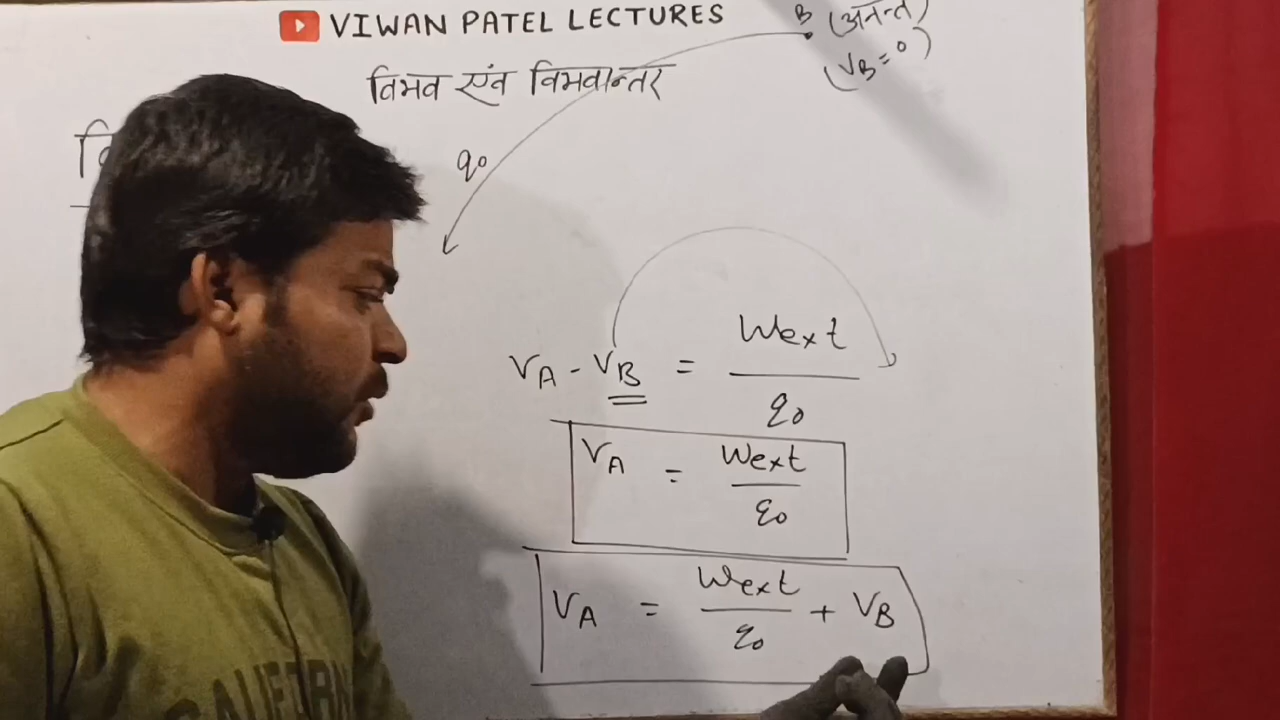 VIWAN PATEL LECTURES
B (अनन्त)
(VB = 0)
विभव एंव विभवान्तर
q0
VA - VB = Wext / q0
VA = Wext / q0
VA = Wext / q0 + VB
CALIFORNIA